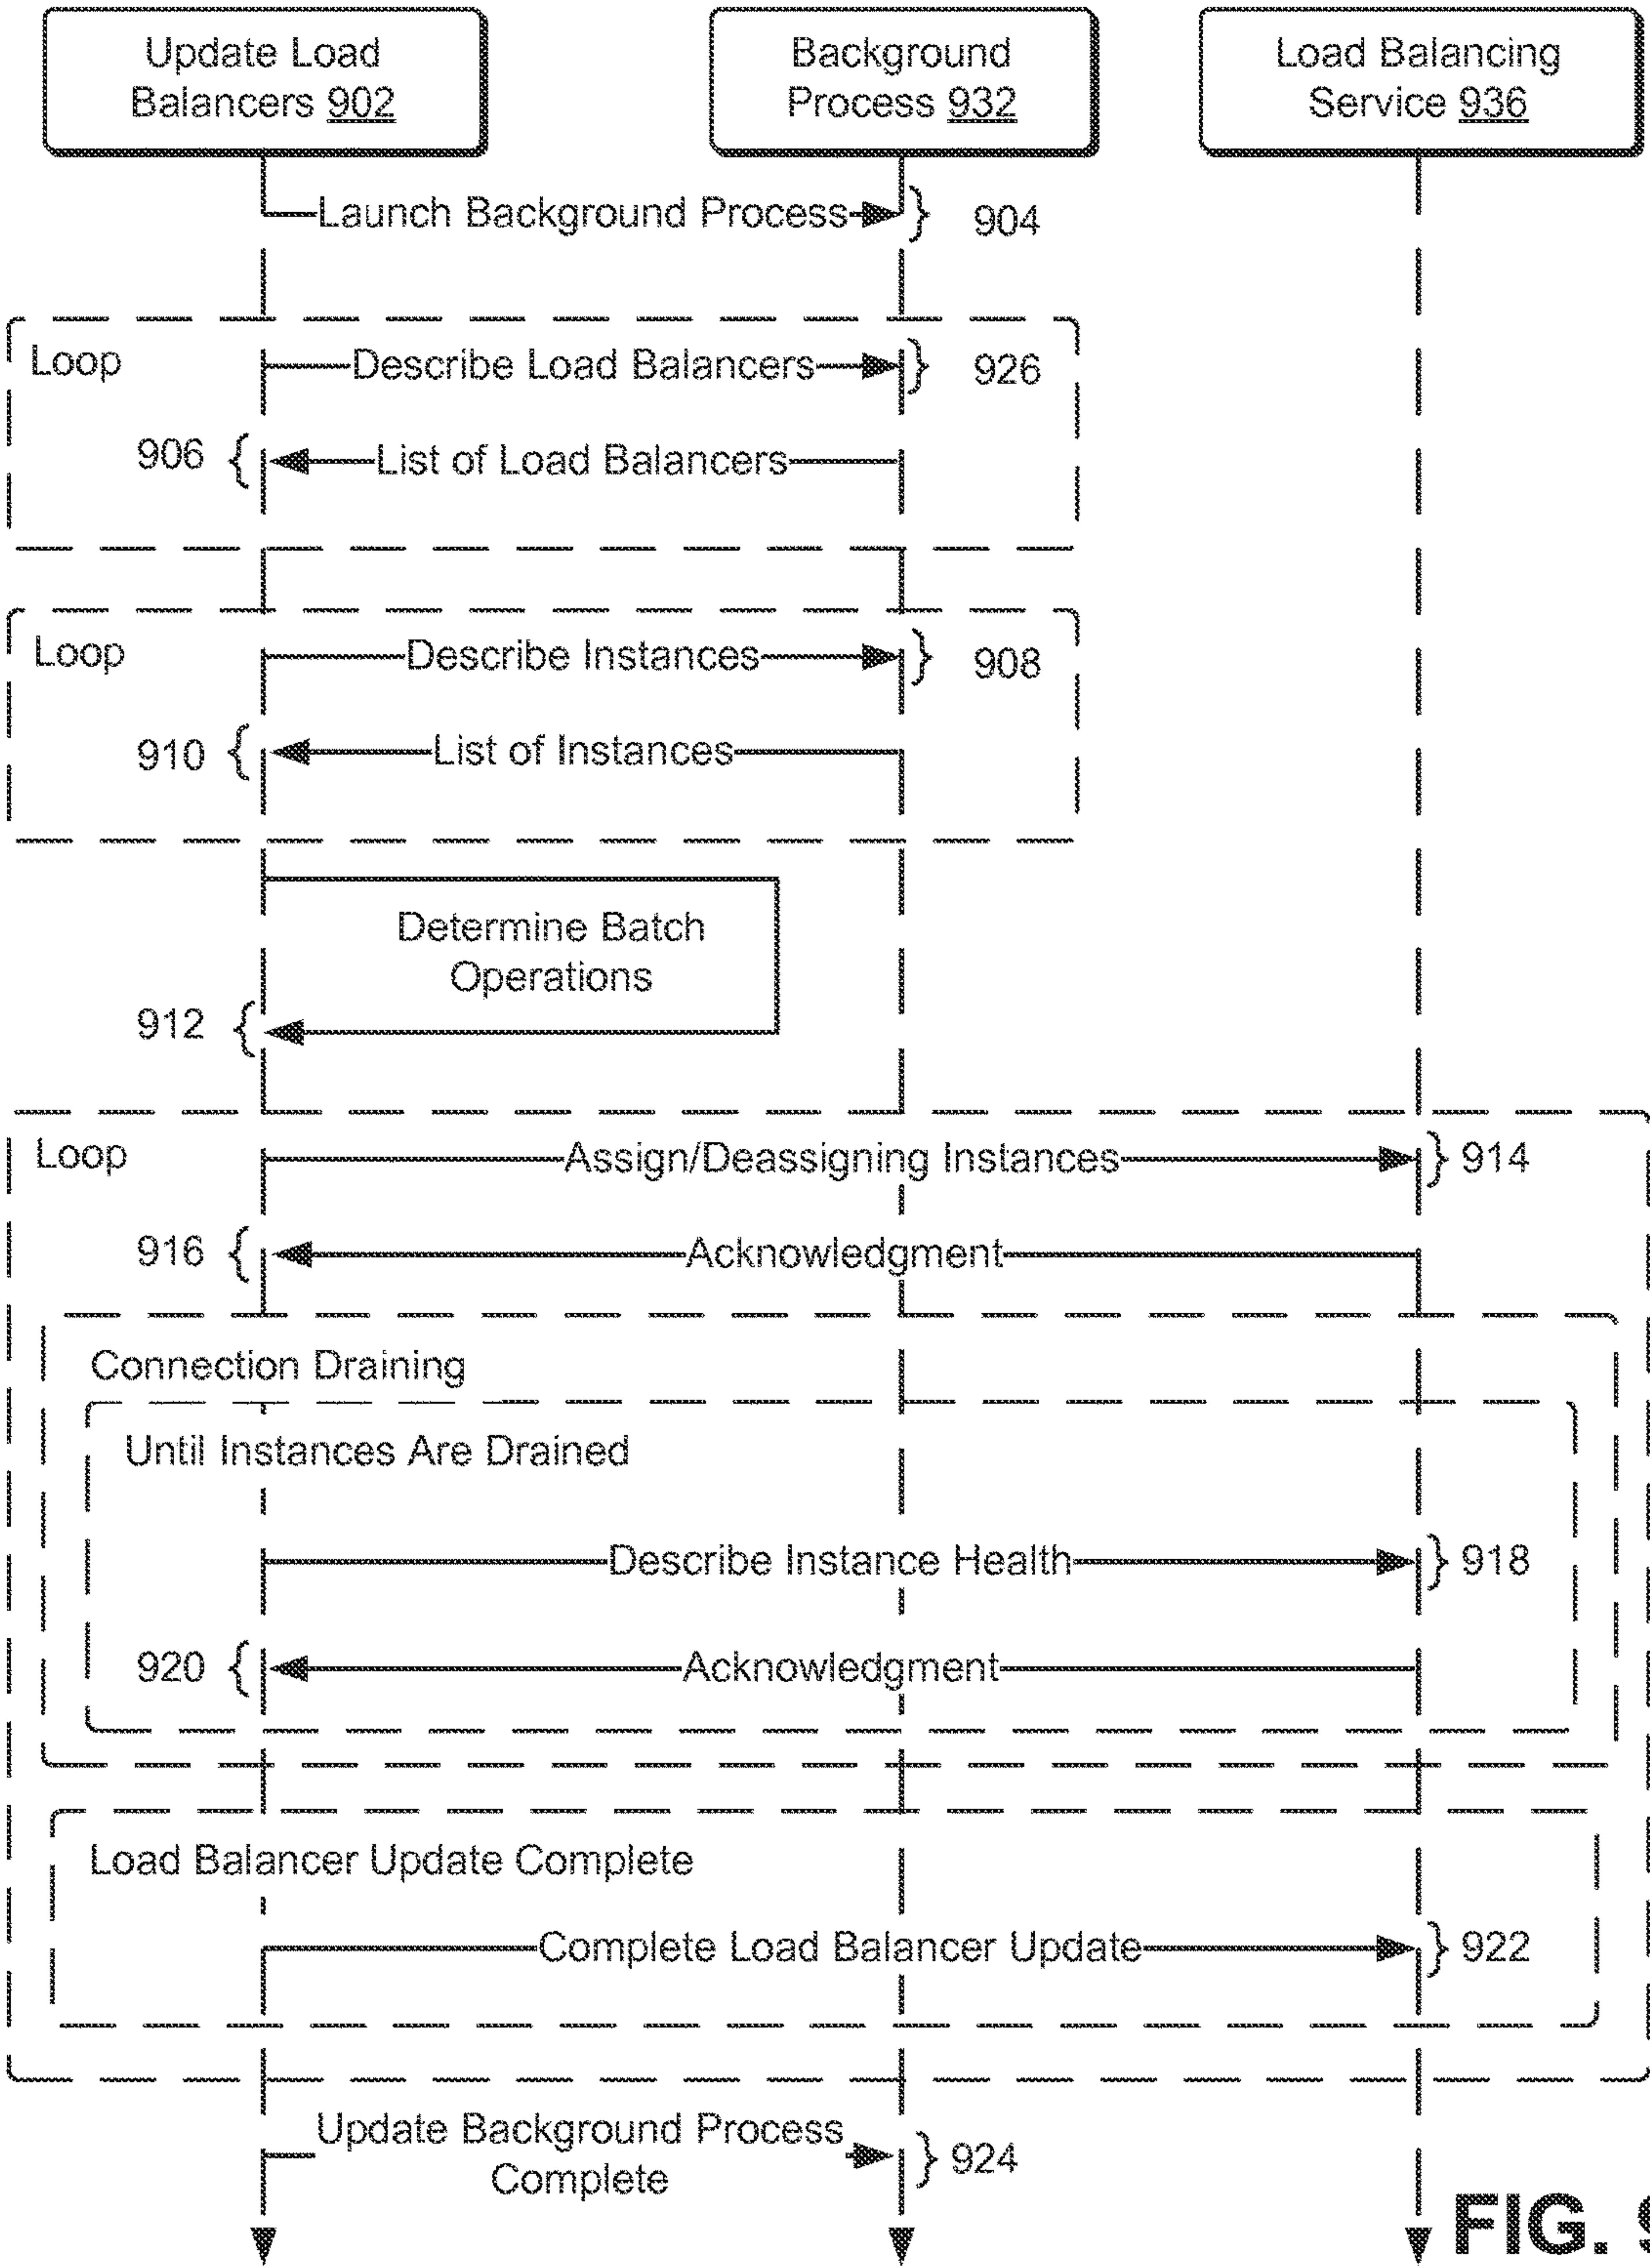 Update Load
Balancers 902
Background
Process 932
Load Balancing
Service 936
Launch Background Process
904
Loop
Describe Load Balancers
926
906
List of Load Balancers
Loop
Describe Instances
908
910
List of Instances
Determine Batch
Operations
912
Loop
Assign/Deassigning Instances
914
916
Acknowledgment
Connection Draining
Until Instances Are Drained
Describe Instance Health
918
920
Acknowledgment
Load Balancer Update Complete
Complete Load Balancer Update
922
Update Background Process
Complete
924
FIG.